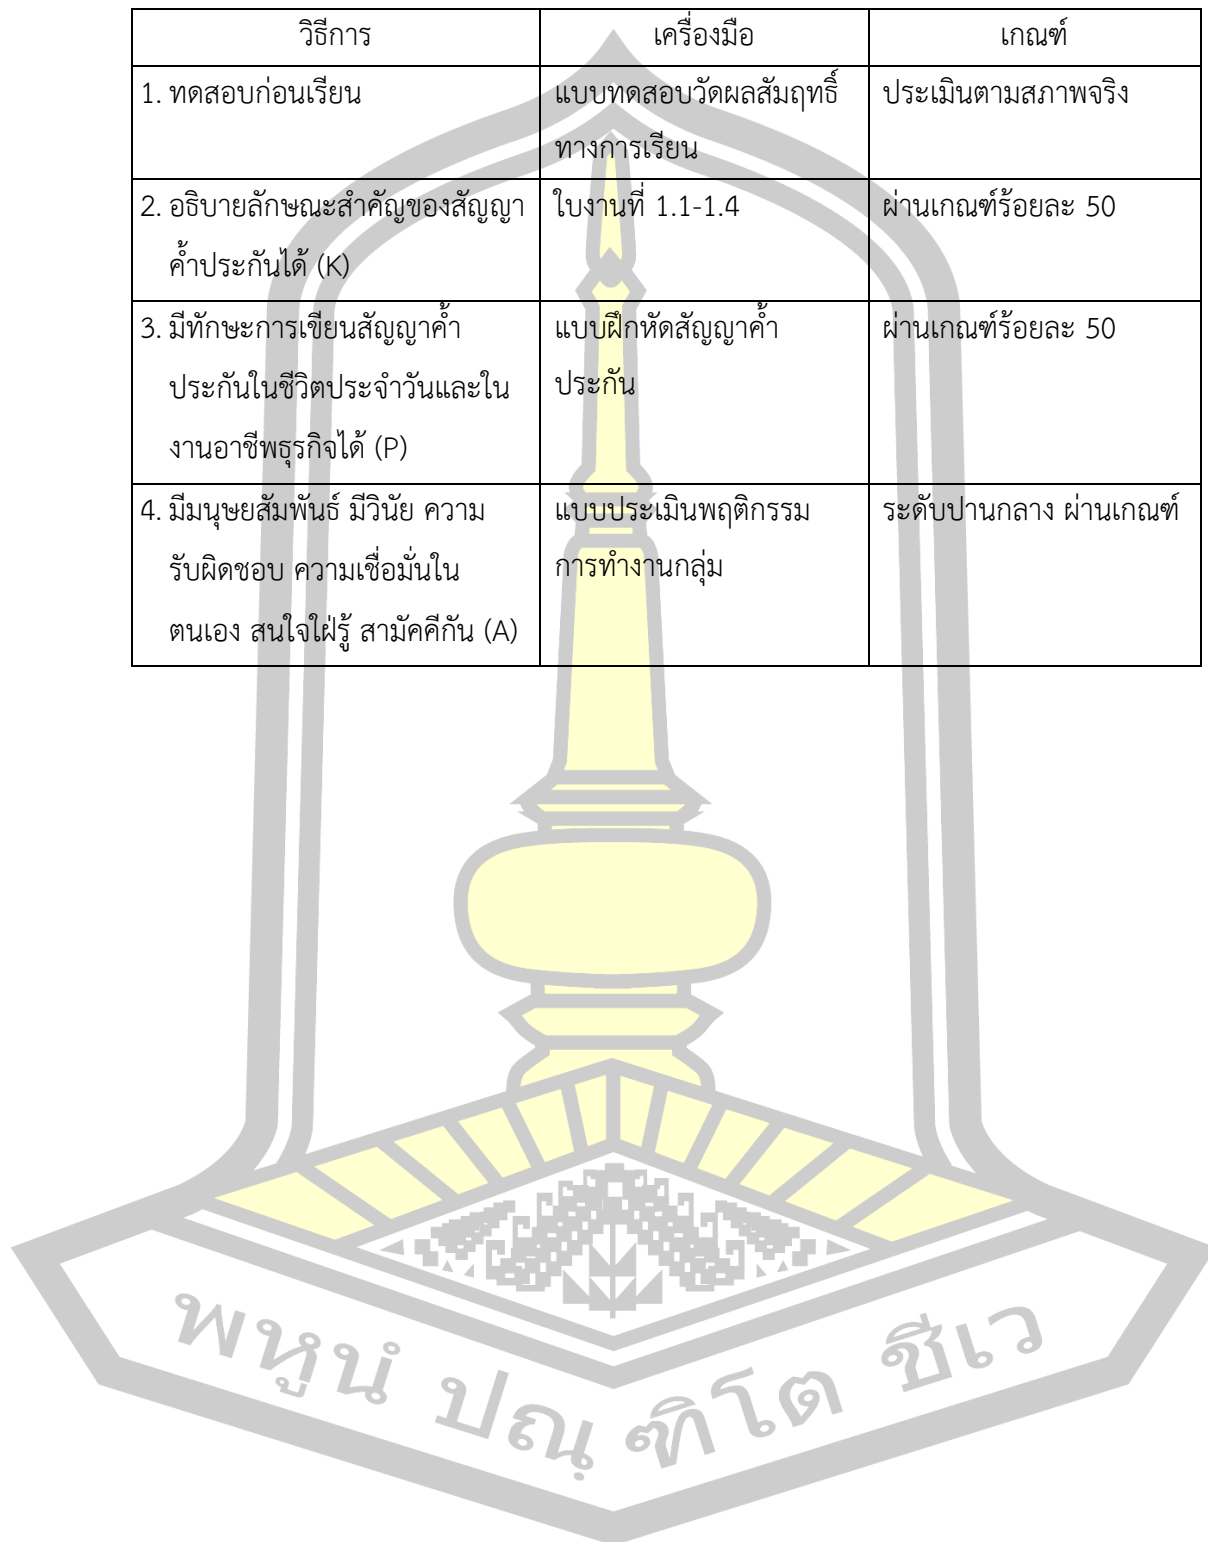 วิธีการ เครื่องมือ เกณฑ์
1. ทดสอบก่อนเรียน แบบทดสอบวัดผลสัมฤทธิ์ ประเมินตามสภาพจริง
ทางการเรียน
2. อธิบายลักษณะสำคัญของสัญญา ใบงานที่ 1.1-1.4 ผ่านเกณฑ์ร้อยละ 50
ค้ำประกันได้ (K)
3. มีทักษะการเขียนสัญญาค้ำ แบบฝึกหัดสัญญาค้ำ ผ่านเกณฑ์ร้อยละ 50
ประกันในชีวิตประจำวันและใน ประกัน
งานอาชีพธุรกิจได้ (P)
4. มีมนุษยสัมพันธ์ มีวินัย ความ แบบประเมินพฤติกรรม ระดับปานกลาง ผ่านเกณฑ์
รับผิดชอบ ความเชื่อมั่นใน การทำงานกลุ่ม
ตนเอง สนใจใฝ่รู้ สามัคคีกัน (A)
พหูนํ ปณฺฑิโต ชีเว